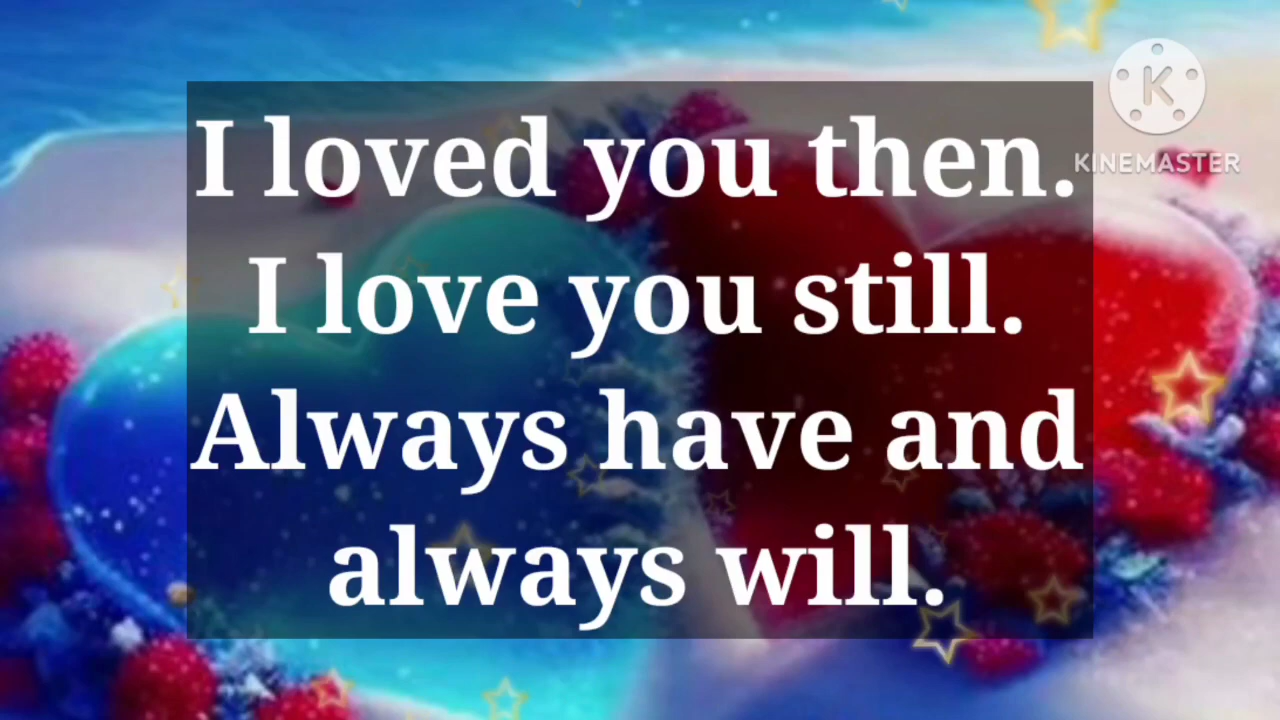 I loved you then.
I love you still.
Always have and
always will.
K
KINEMASTER